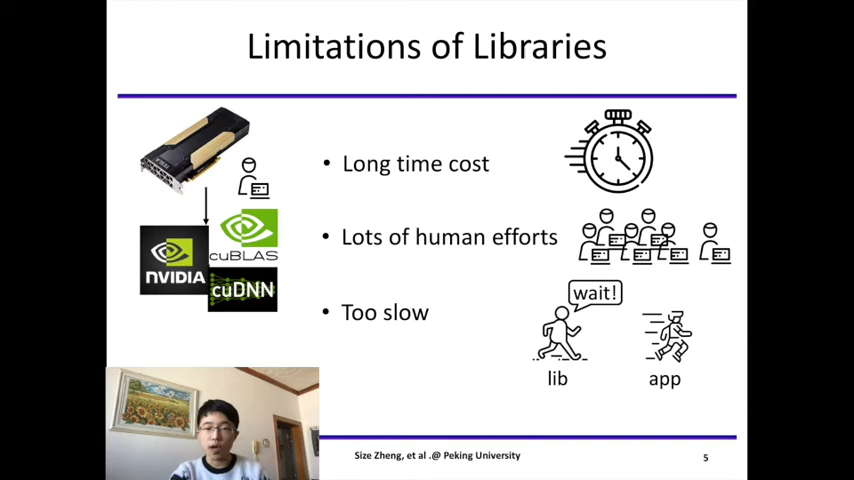 Limitations of Libraries
TESLA
NVIDIA
cuBLAS
cuDNN
• Long time cost
• Lots of human efforts
• Too slow
wait!
lib
app
Size Zheng, et al .@ Peking University
5